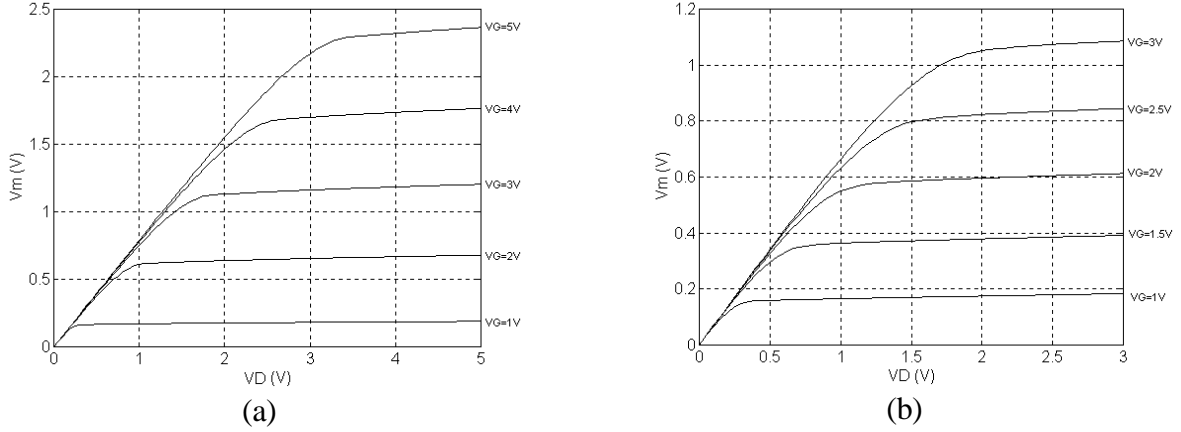 2.5
2
1.5
1
0.5
0
0 1 2 3 4 5
Vm (V)
VD (V)
VG=5V
VG=4V
VG=3V
VG=2V
VG=1V
(a)
1.2
1
0.8
0.6
0.4
0.2
0
0 0.5 1 1.5 2 2.5 3
Vm (V)
VD (V)
VG=3V
VG=2.5V
VG=2V
VG=1.5V
VG=1V
(b)